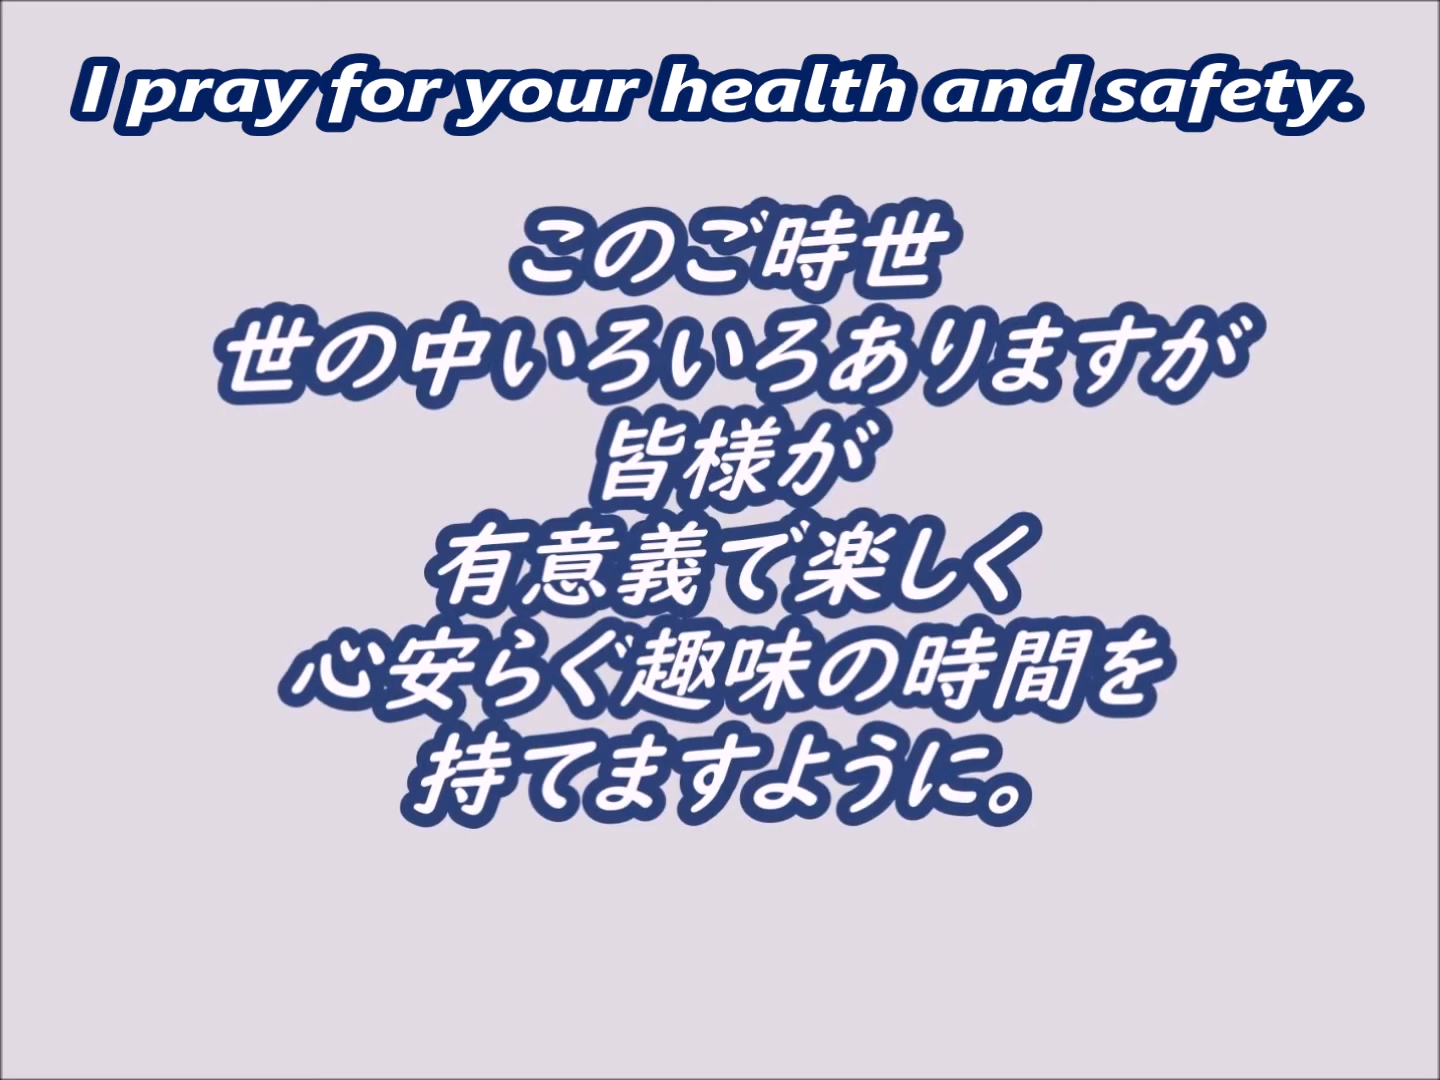 I pray for your health and safety.
このご時世
世の中いろいろありますが
皆様が
有意義で楽しく
心安らぐ趣味の時間を
持てますように。